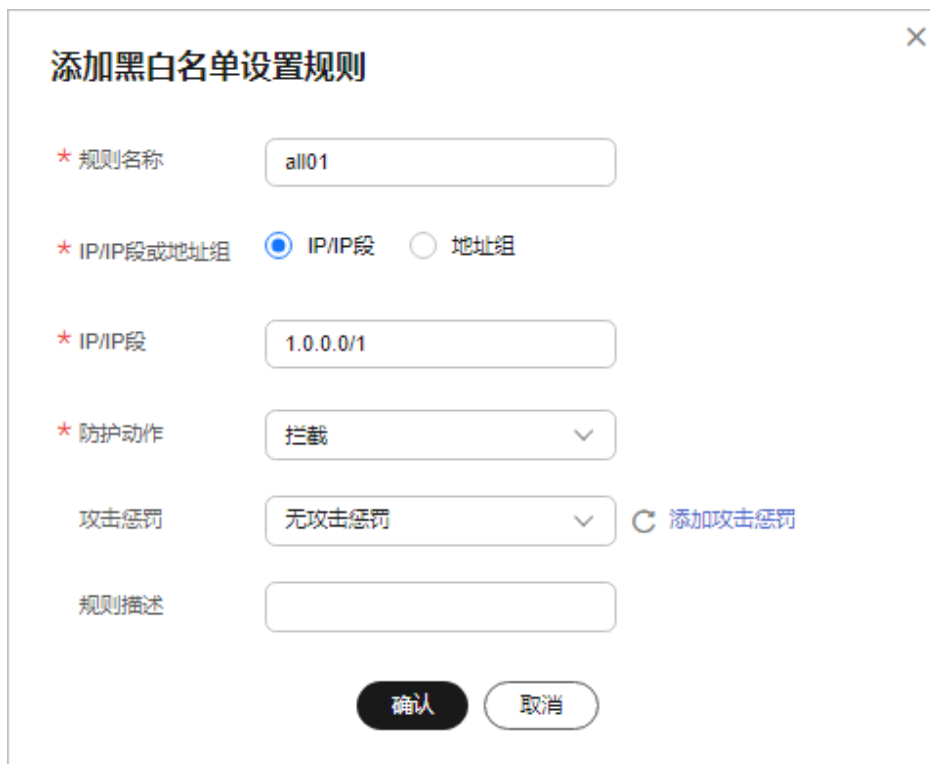 添加黑白名单设置规则
* 规则名称 all01
* IP/IP段或地址组 IP/IP段 地址组
* IP/IP段 1.0.0.0/1
* 防护动作 拦截
攻击惩罚 无攻击惩罚 添加攻击惩罚
规则描述
确认 取消